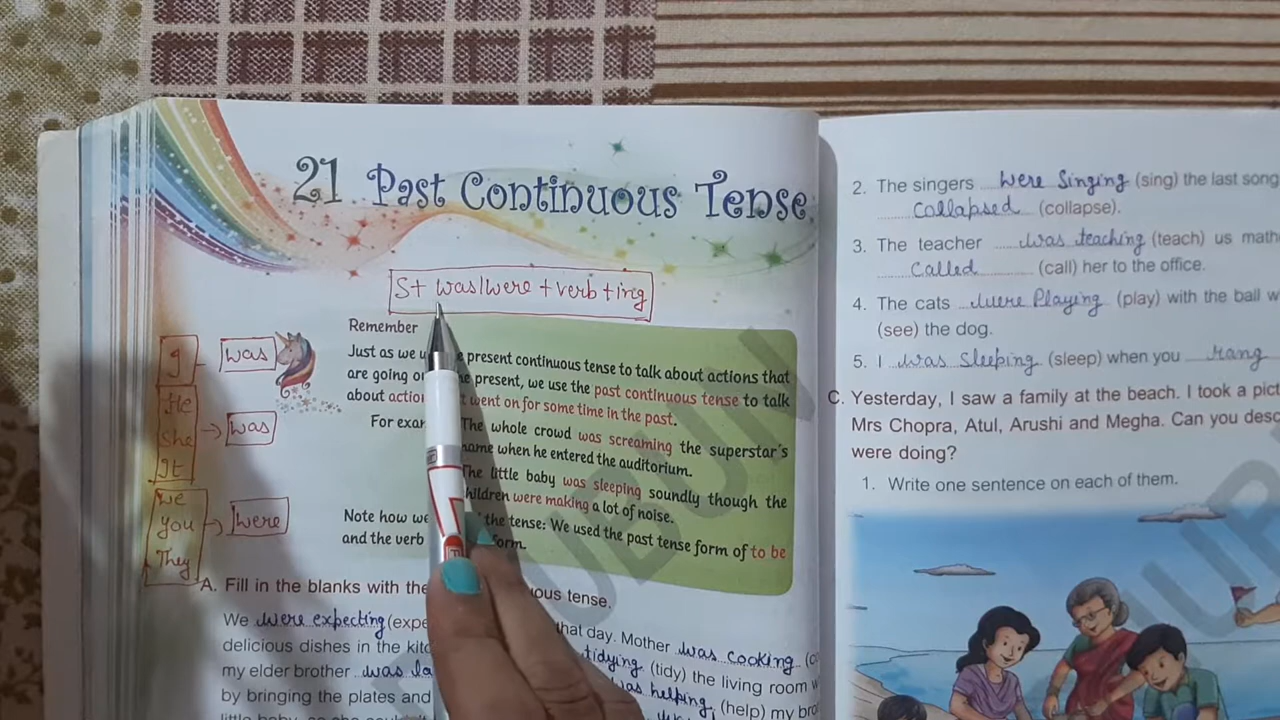 21 Past Continuous Tense
S+ was/were + verb + ing
I - was
He
She
It
→ was
We
you
They
→ were
Remember
Just as we present continuous tense to talk about actions that
are going present, we use the past continuous tense to talk
about went on for some time in the past.
The whole crowd was screaming the superstar's
name when he entered the auditorium.
The little baby was sleeping soundly though the
children were making a lot of noise.
Note how we the tense: We used the past tense form of to be
and the verb form.
A. Fill in the blanks with the tense.
We were expecting that day. Mother was cooking
delicious dishes in the tidying (tidy) the living room
my elder brother was was helping (help) my
by bringing the plates and
little baby
2. The singers were Singing (sing) the last song
collapsed (collapse).
3. The teacher was teaching (teach) us
called (call) her to the office.
4. The cats were Playing (play) with the ball
(see) the dog.
5. I was Sleeping (sleep) when you rang
C. Yesterday, I saw a family at the beach. I took a
Mrs Chopra, Atul, Arushi and Megha. Can you
were doing?
1. Write one sentence on each of them.